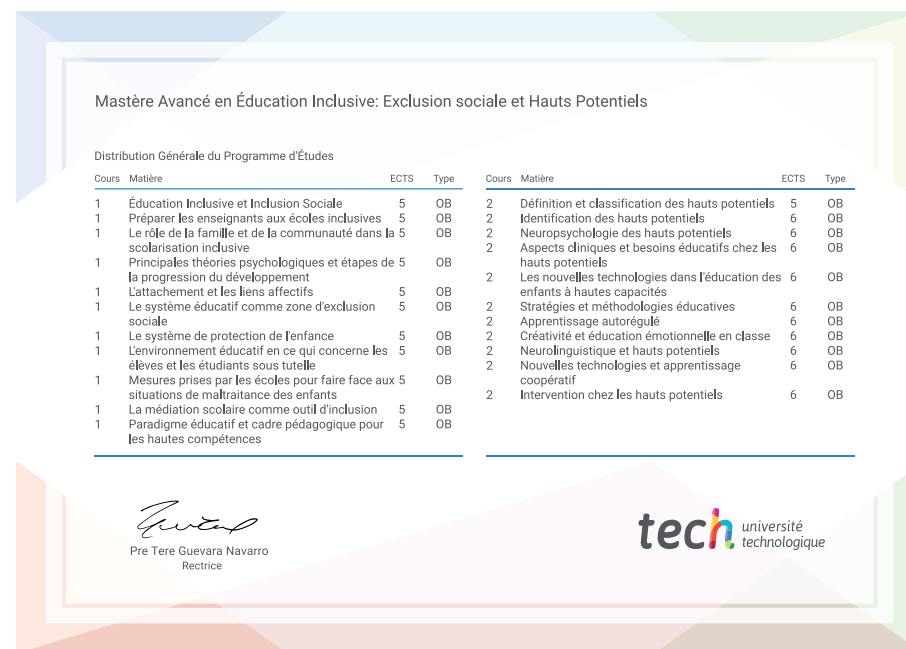 Mastère Avancé en Éducation Inclusive: Exclusion sociale et Hauts Potentiels
Distribution Générale du Programme d'Études
Cours Matière ECTS Type
1 Éducation Inclusive et Inclusion Sociale 5 OB
1 Préparer les enseignants aux écoles inclusives 5 OB
1 Le rôle de la famille et de la communauté dans la 5 OB
scolarisation inclusive
1 Principales théories psychologiques et étapes de 5 OB
la progression du développement
1 L'attachement et les liens affectifs 5 OB
1 Le système éducatif comme zone d'exclusion 5 OB
sociale
1 Le système de protection de l'enfance 5 OB
1 L'environnement éducatif en ce qui concerne les 5 OB
élèves et les étudiants sous tutelle
1 Mesures prises par les écoles pour faire face aux 5 OB
situations de maltraitance des enfants
1 La médiation scolaire comme outil d'inclusion 5 OB
1 Paradigme éducatif et cadre pédagogique pour 5 OB
les hautes compétences
Cours Matière ECTS Type
2 Définition et classification des hauts potentiels 5 OB
2 Identification des hauts potentiels 6 OB
2 Neuropsychologie des hauts potentiels 6 OB
2 Aspects cliniques et besoins éducatifs chez les 6 OB
hauts potentiels
2 Les nouvelles technologies dans l'éducation des 6 OB
enfants à hautes capacités
2 Stratégies et méthodologies éducatives 6 OB
2 Apprentissage autorégulé 6 OB
2 Créativité et éducation émotionnelle en classe 6 OB
2 Neurolinguistique et hauts potentiels 6 OB
2 Nouvelles technologies et apprentissage 6 OB
coopératif
2 Intervention chez les hauts potentiels 6 OB
Pre Tere Guevara Navarro
Rectrice
tech université
technologique